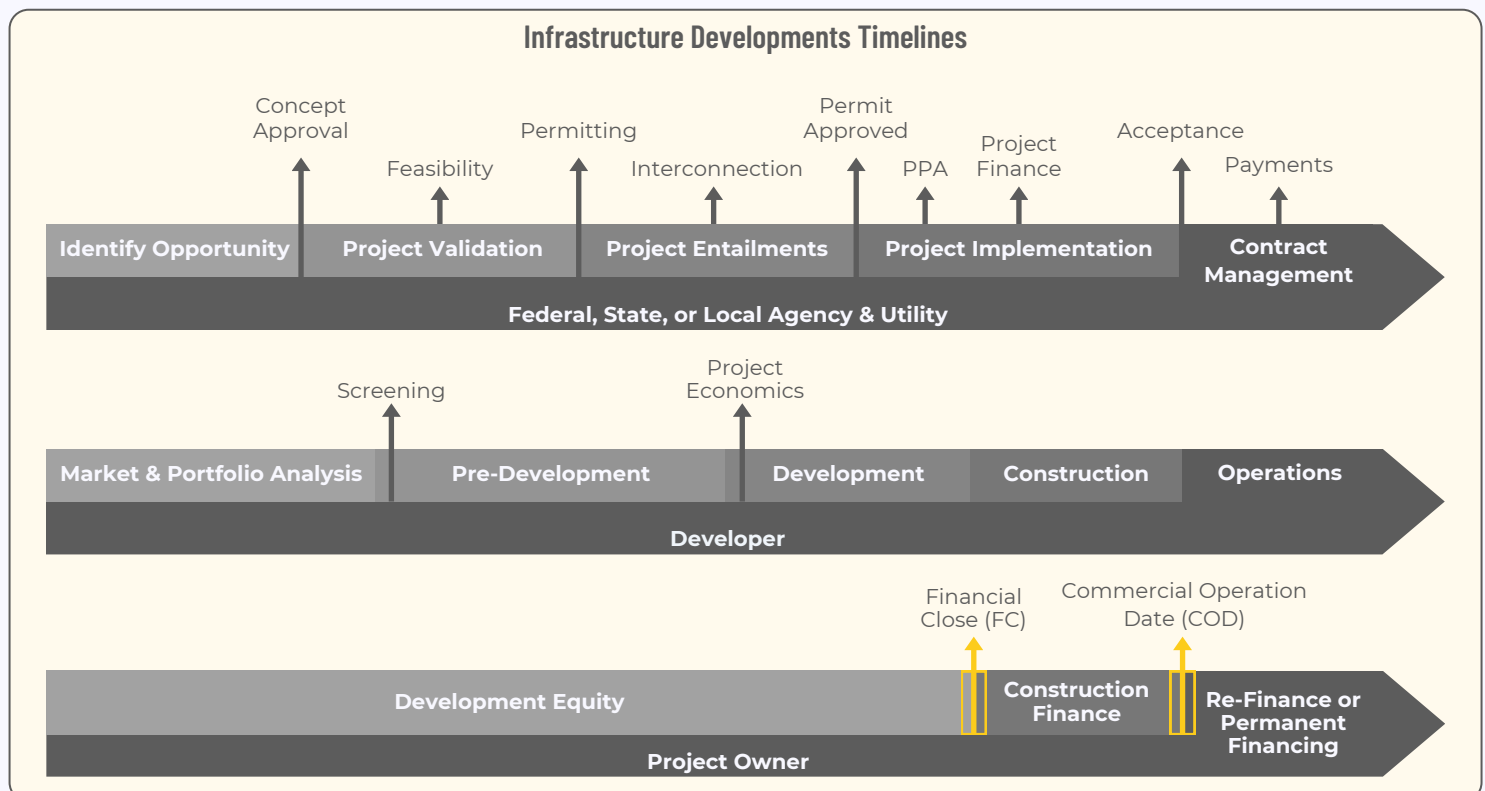 Infrastructure Developments Timelines
Concept
Approval
Feasibility
Permitting
Interconnection
Permit
Approved
PPA
Project
Finance
Acceptance
Payments
Identify Opportunity
Project Validation
Project Entailments
Project Implementation
Contract
Management
Federal, State, or Local Agency & Utility
Screening
Project
Economics
Market & Portfolio Analysis
Pre-Development
Development
Construction
Operations
Developer
Financial
Close (FC)
Commercial Operation
Date (COD)
Development Equity
Construction
Finance
Re-Finance or
Permanent
Financing
Project Owner